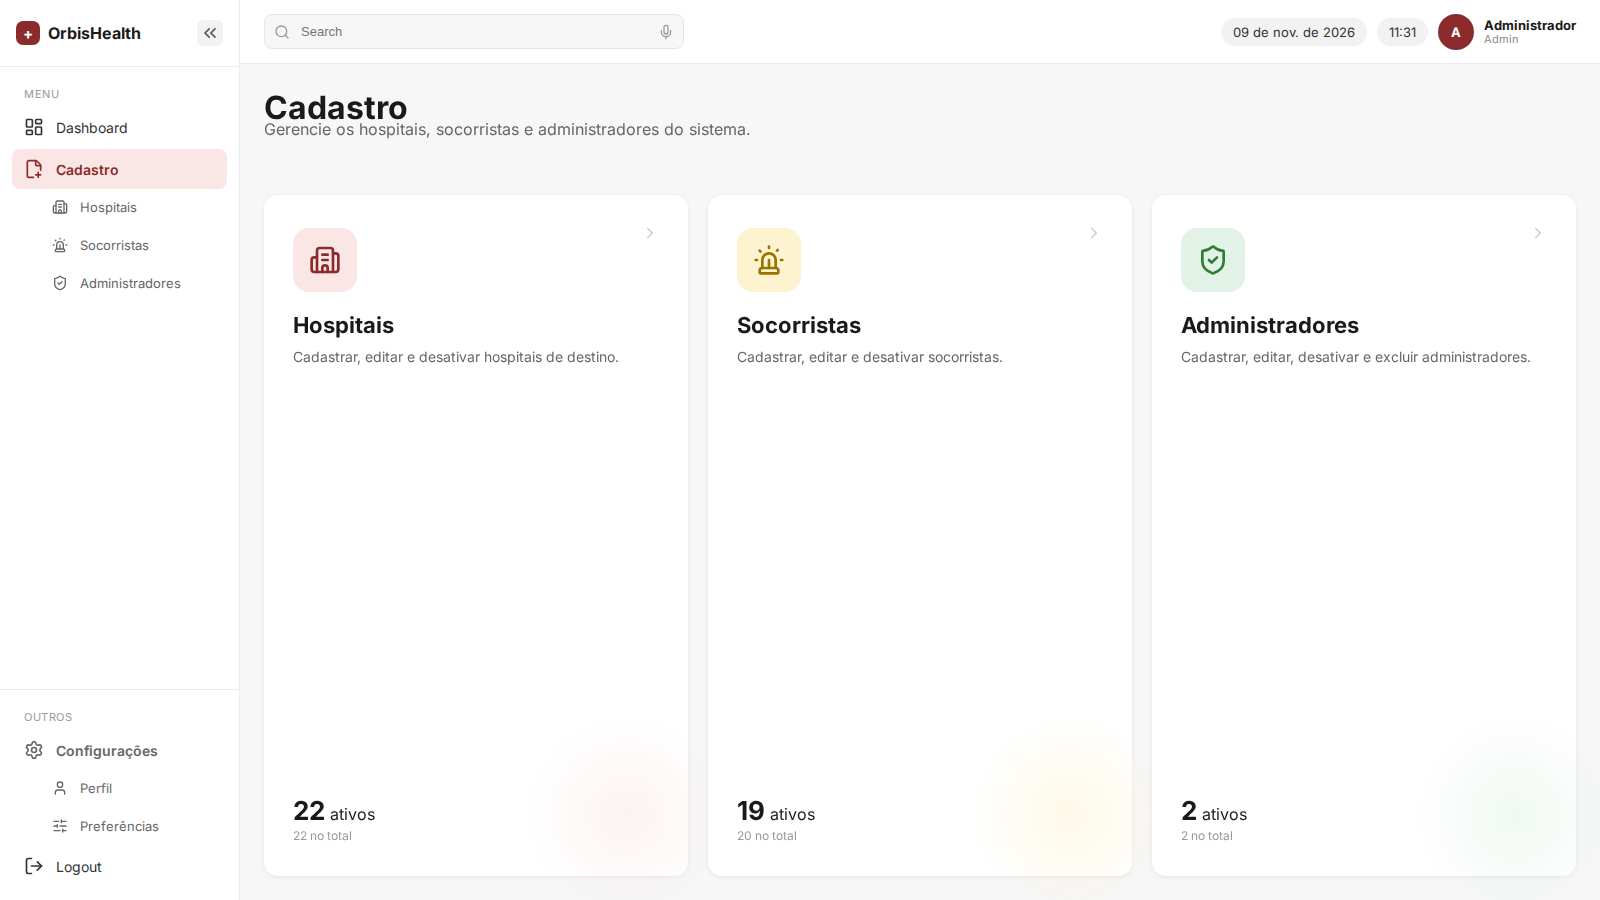 OrbisHealth
MENU
Dashboard
Cadastro
Hospitais
Socorristas
Administradores
OUTROS
Configurações
Perfil
Preferências
Logout
Search
09 de nov. de 2026
11:31
A
Administrador
Admin
Cadastro
Gerencie os hospitais, socorristas e administradores do sistema.
Hospitais
Cadastrar, editar e desativar hospitais de destino.
22 ativos
22 no total
Socorristas
Cadastrar, editar e desativar socorristas.
19 ativos
20 no total
Administradores
Cadastrar, editar, desativar e excluir administradores.
2 ativos
2 no total